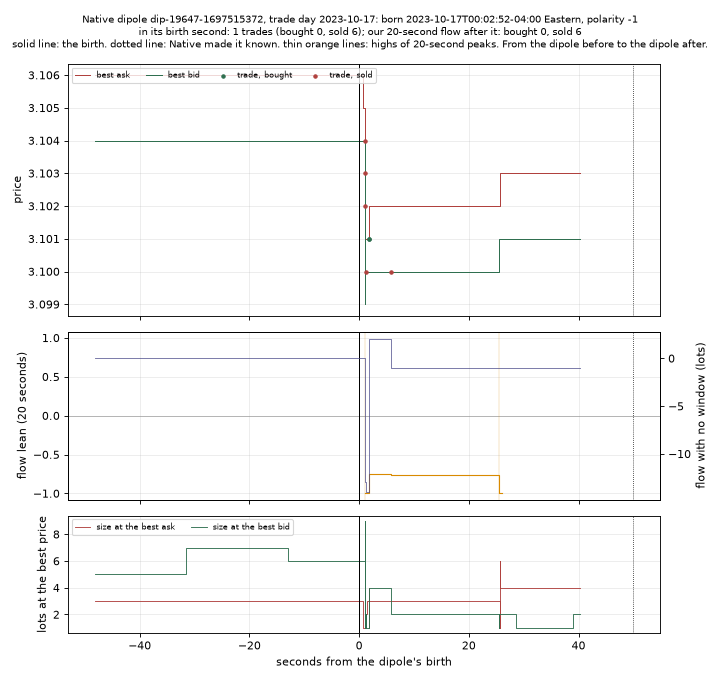 Native dipole dip-19647-1697515372, trade day 2023-10-17: born 2023-10-17T00:02:52-04:00 Eastern, polarity -1
in its birth second: 1 trades (bought 0, sold 6); our 20-second flow after it: bought 0, sold 6
solid line: the birth. dotted line: Native made it known. thin orange lines: highs of 20-second peaks. From the dipole before to the dipole after.
best ask
best bid
trade, bought
trade, sold
3.106
3.105
3.104
3.103
3.102
3.101
3.100
3.099
price
1.0
0.5
0.0
−0.5
−1.0
flow lean (20 seconds)
0
−5
−10
flow with no window (lots)
size at the best ask
size at the best bid
8
6
4
2
lots at the best price
−40
−20
0
20
40
seconds from the dipole's birth